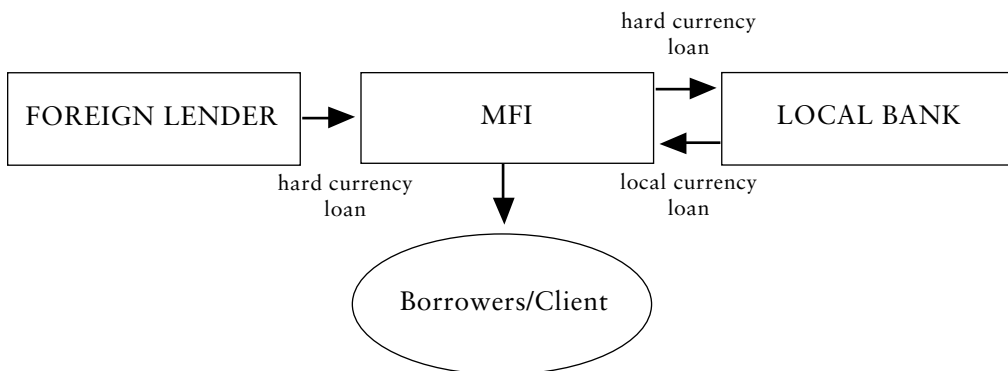 hard currency
loan
FOREIGN LENDER
MFI
LOCAL BANK
hard currency
loan
local currency
loan
Borrowers/Client